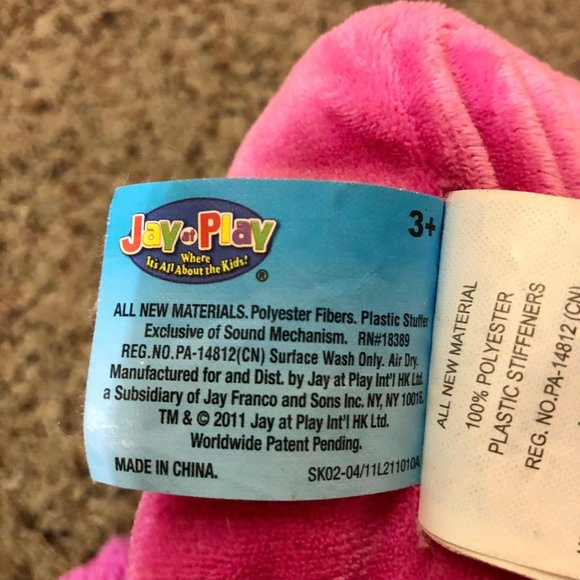 Jay at Play
Where
It's All About the Kids!
®
3+
ALL NEW MATERIALS. Polyester Fibers. Plastic Stuffer
Exclusive of Sound Mechanism. RN#18389
REG.NO.PA-14812(CN) Surface Wash Only. Air Dry.
Manufactured for and Dist. by Jay at Play Int'l HK Ltd.
a Subsidiary of Jay Franco and Sons Inc. NY, NY 10016.
TM & © 2011 Jay at Play Int'l HK Ltd.
Worldwide Patent Pending.
MADE IN CHINA.
SK02-04/11L211010A
ALL NEW MATERIAL
100% POLYESTER
PLASTIC STIFFENERS
REG. NO.PA-14812 (CN)